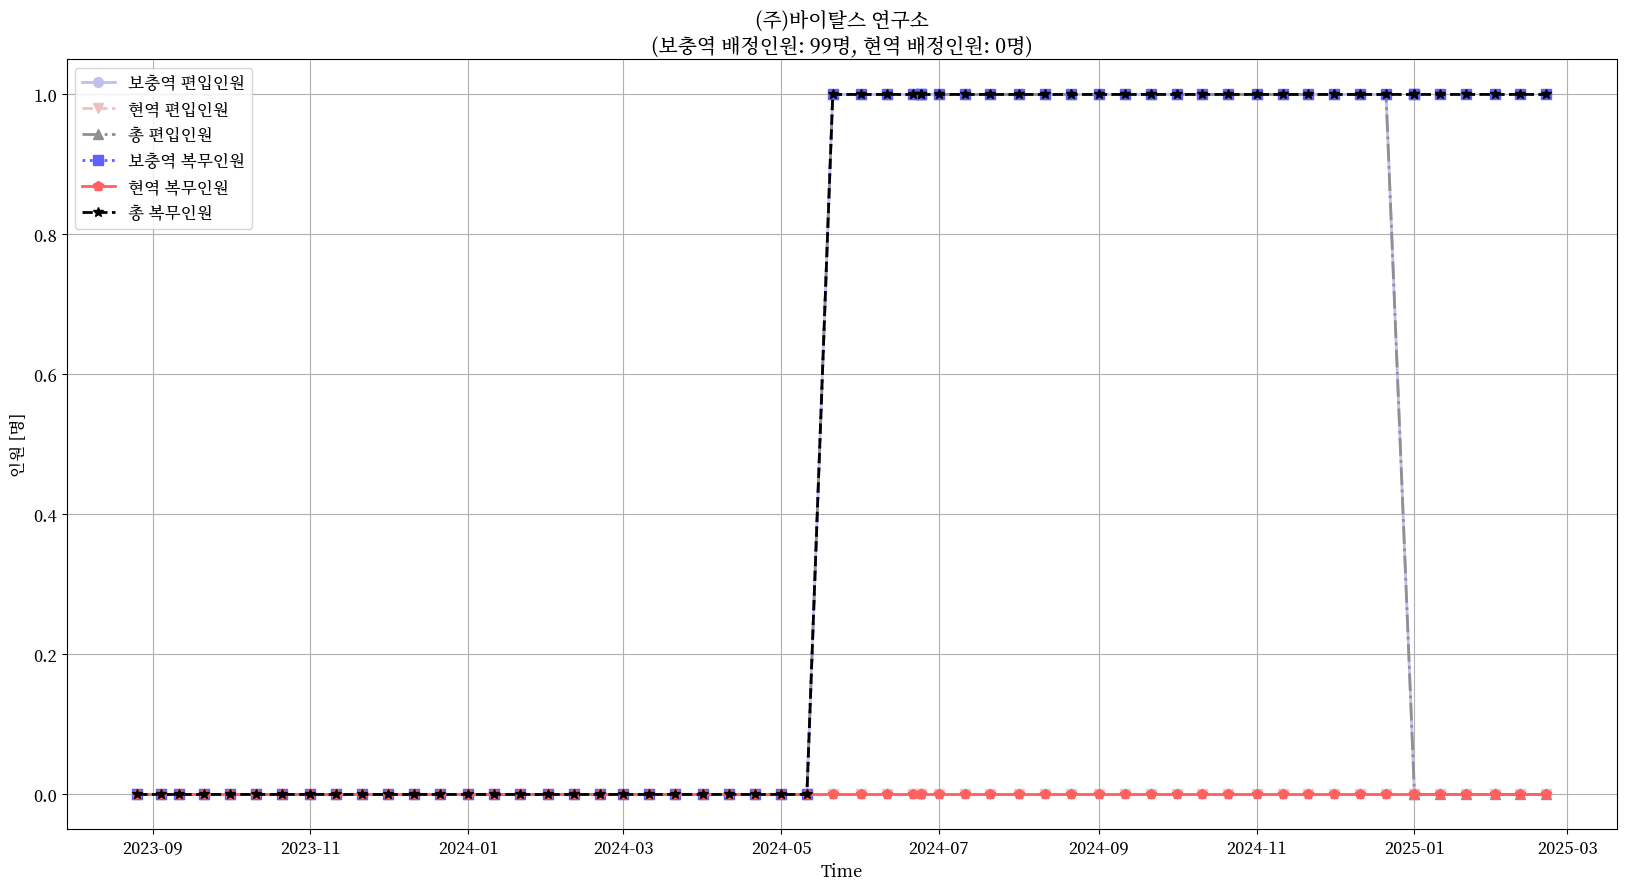 (주)바이탈스 연구소
(보충역 배정인원: 99명, 현역 배정인원: 0명)
보충역 편입인원
현역 편입인원
총 편입인원
보충역 복무인원
현역 복무인원
총 복무인원
1.0
0.8
0.6
0.4
0.2
0.0
인원 [명]
2023-09
2023-11
2024-01
2024-03
2024-05
2024-07
2024-09
2024-11
2025-01
2025-03
Time